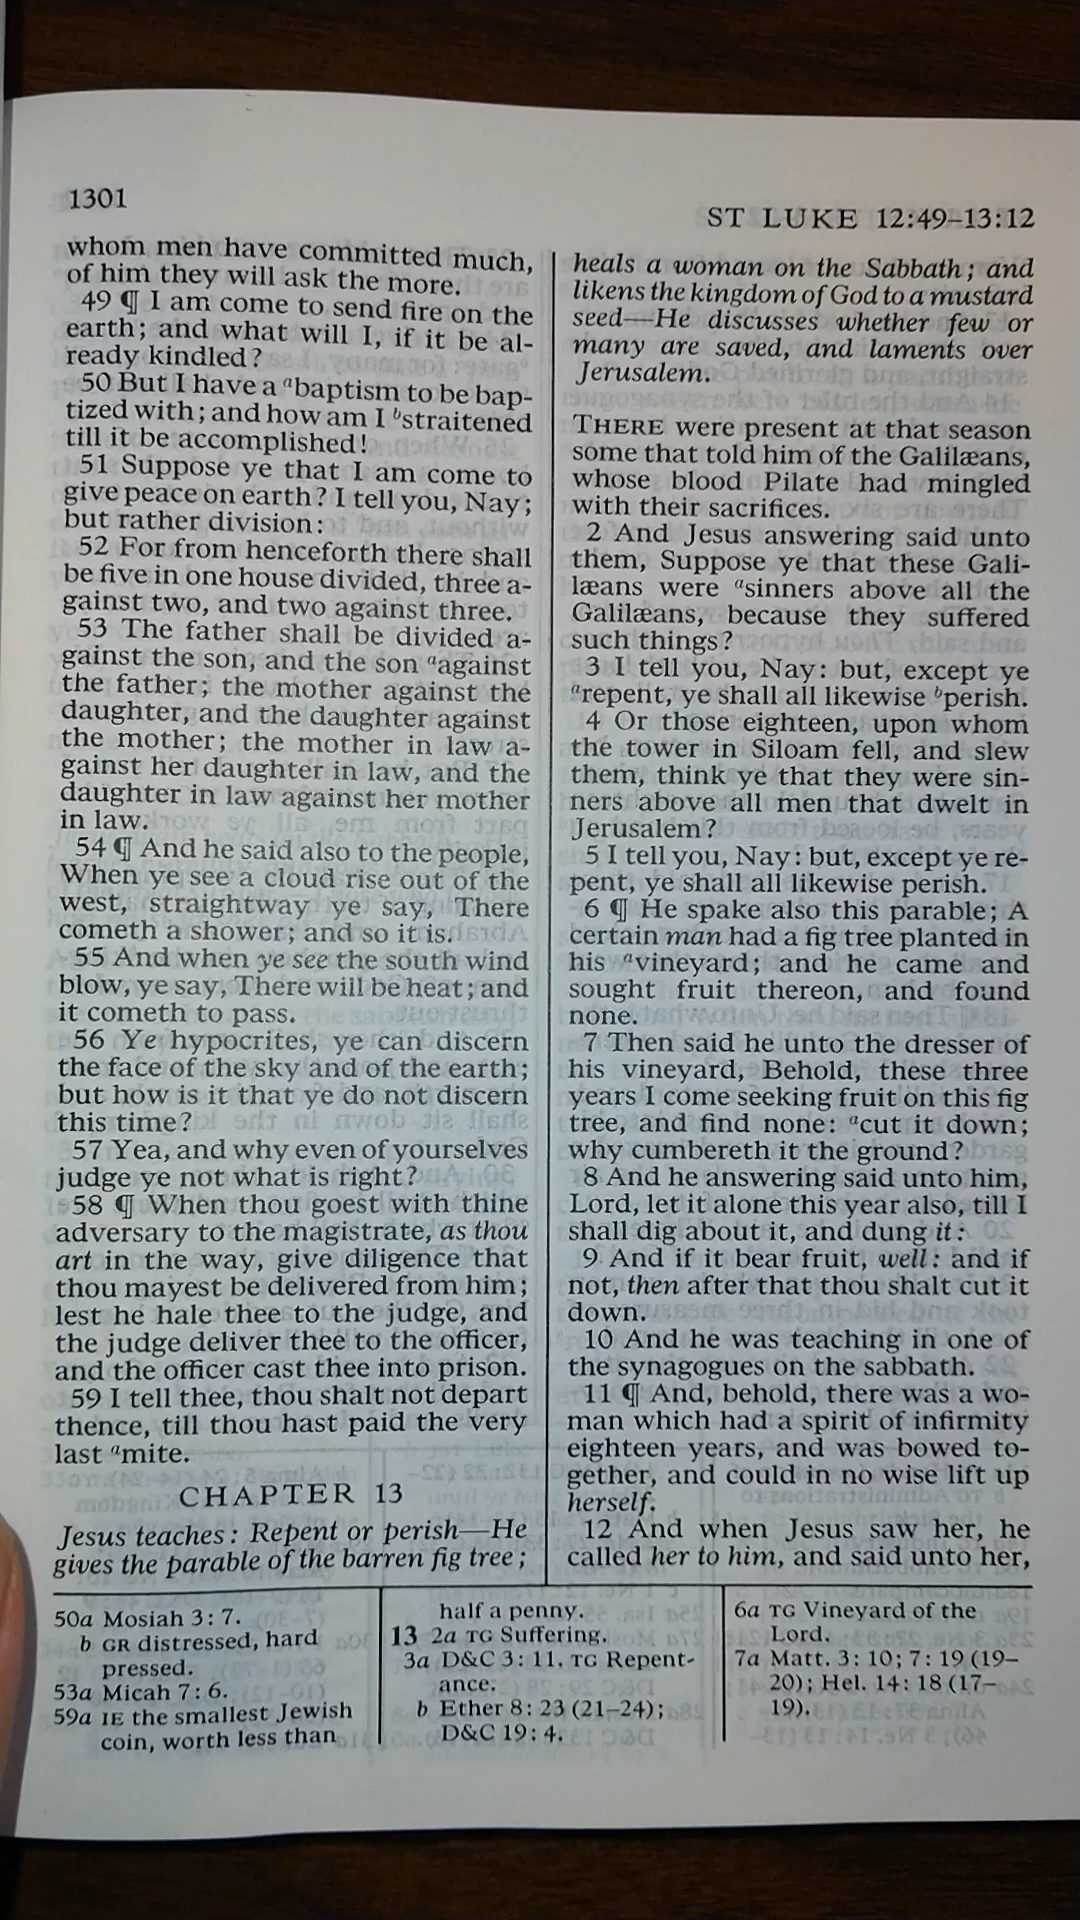 1301
ST LUKE 12:49–13:12
whom men have committed much,
of him they will ask the more.
49 ¶ I am come to send fire on the
earth; and what will I, if it be al-
ready kindled?
50 But I have a ᵃbaptism to be bap-
tized with; and how am I ᵇstraitened
till it be accomplished!
51 Suppose ye that I am come to
give peace on earth? I tell you, Nay;
but rather division:
52 For from henceforth there shall
be five in one house divided, three a-
gainst two, and two against three.
53 The father shall be divided a-
gainst the son, and the son ᵃagainst
the father; the mother against the
daughter, and the daughter against
the mother; the mother in law a-
gainst her daughter in law, and the
daughter in law against her mother
in law.
54 ¶ And he said also to the people,
When ye see a cloud rise out of the
west, straightway ye say, There
cometh a shower; and so it is.
55 And when ye see the south wind
blow, ye say, There will be heat; and
it cometh to pass.
56 Ye hypocrites, ye can discern
the face of the sky and of the earth;
but how is it that ye do not discern
this time?
57 Yea, and why even of yourselves
judge ye not what is right?
58 ¶ When thou goest with thine
adversary to the magistrate, as thou
art in the way, give diligence that
thou mayest be delivered from him;
lest he hale thee to the judge, and
the judge deliver thee to the officer,
and the officer cast thee into prison.
59 I tell thee, thou shalt not depart
thence, till thou hast paid the very
last ᵃmite.
CHAPTER 13
Jesus teaches: Repent or perish—He
gives the parable of the barren fig tree;
heals a woman on the Sabbath; and
likens the kingdom of God to a mustard
seed—He discusses whether few or
many are saved, and laments over
Jerusalem.
THERE were present at that season
some that told him of the Galilæans,
whose blood Pilate had mingled
with their sacrifices.
2 And Jesus answering said unto
them, Suppose ye that these Gali-
læans were ᵃsinners above all the
Galilæans, because they suffered
such things?
3 I tell you, Nay: but, except ye
ᵃrepent, ye shall all likewise ᵇperish.
4 Or those eighteen, upon whom
the tower in Siloam fell, and slew
them, think ye that they were sin-
ners above all men that dwelt in
Jerusalem?
5 I tell you, Nay: but, except ye re-
pent, ye shall all likewise perish.
6 ¶ He spake also this parable; A
certain man had a fig tree planted in
his ᵃvineyard; and he came and
sought fruit thereon, and found
none.
7 Then said he unto the dresser of
his vineyard, Behold, these three
years I come seeking fruit on this fig
tree, and find none: ᵃcut it down;
why cumbereth it the ground?
8 And he answering said unto him,
Lord, let it alone this year also, till I
shall dig about it, and dung it:
9 And if it bear fruit, well: and if
not, then after that thou shalt cut it
down.
10 And he was teaching in one of
the synagogues on the sabbath.
11 ¶ And, behold, there was a wo-
man which had a spirit of infirmity
eighteen years, and was bowed to-
gether, and could in no wise lift up
herself.
12 And when Jesus saw her, he
called her to him, and said unto her,
50a Mosiah 3: 7.
b GR distressed, hard
pressed.
53a Micah 7: 6.
59a IE the smallest Jewish
coin, worth less than
half a penny.
13 2a TG Suffering.
3a D&C 3: 11. TG Repent-
ance.
b Ether 8: 23 (21–24);
D&C 19: 4.
6a TG Vineyard of the
Lord.
7a Matt. 3: 10; 7: 19 (19–
20); Hel. 14: 18 (17–
19).